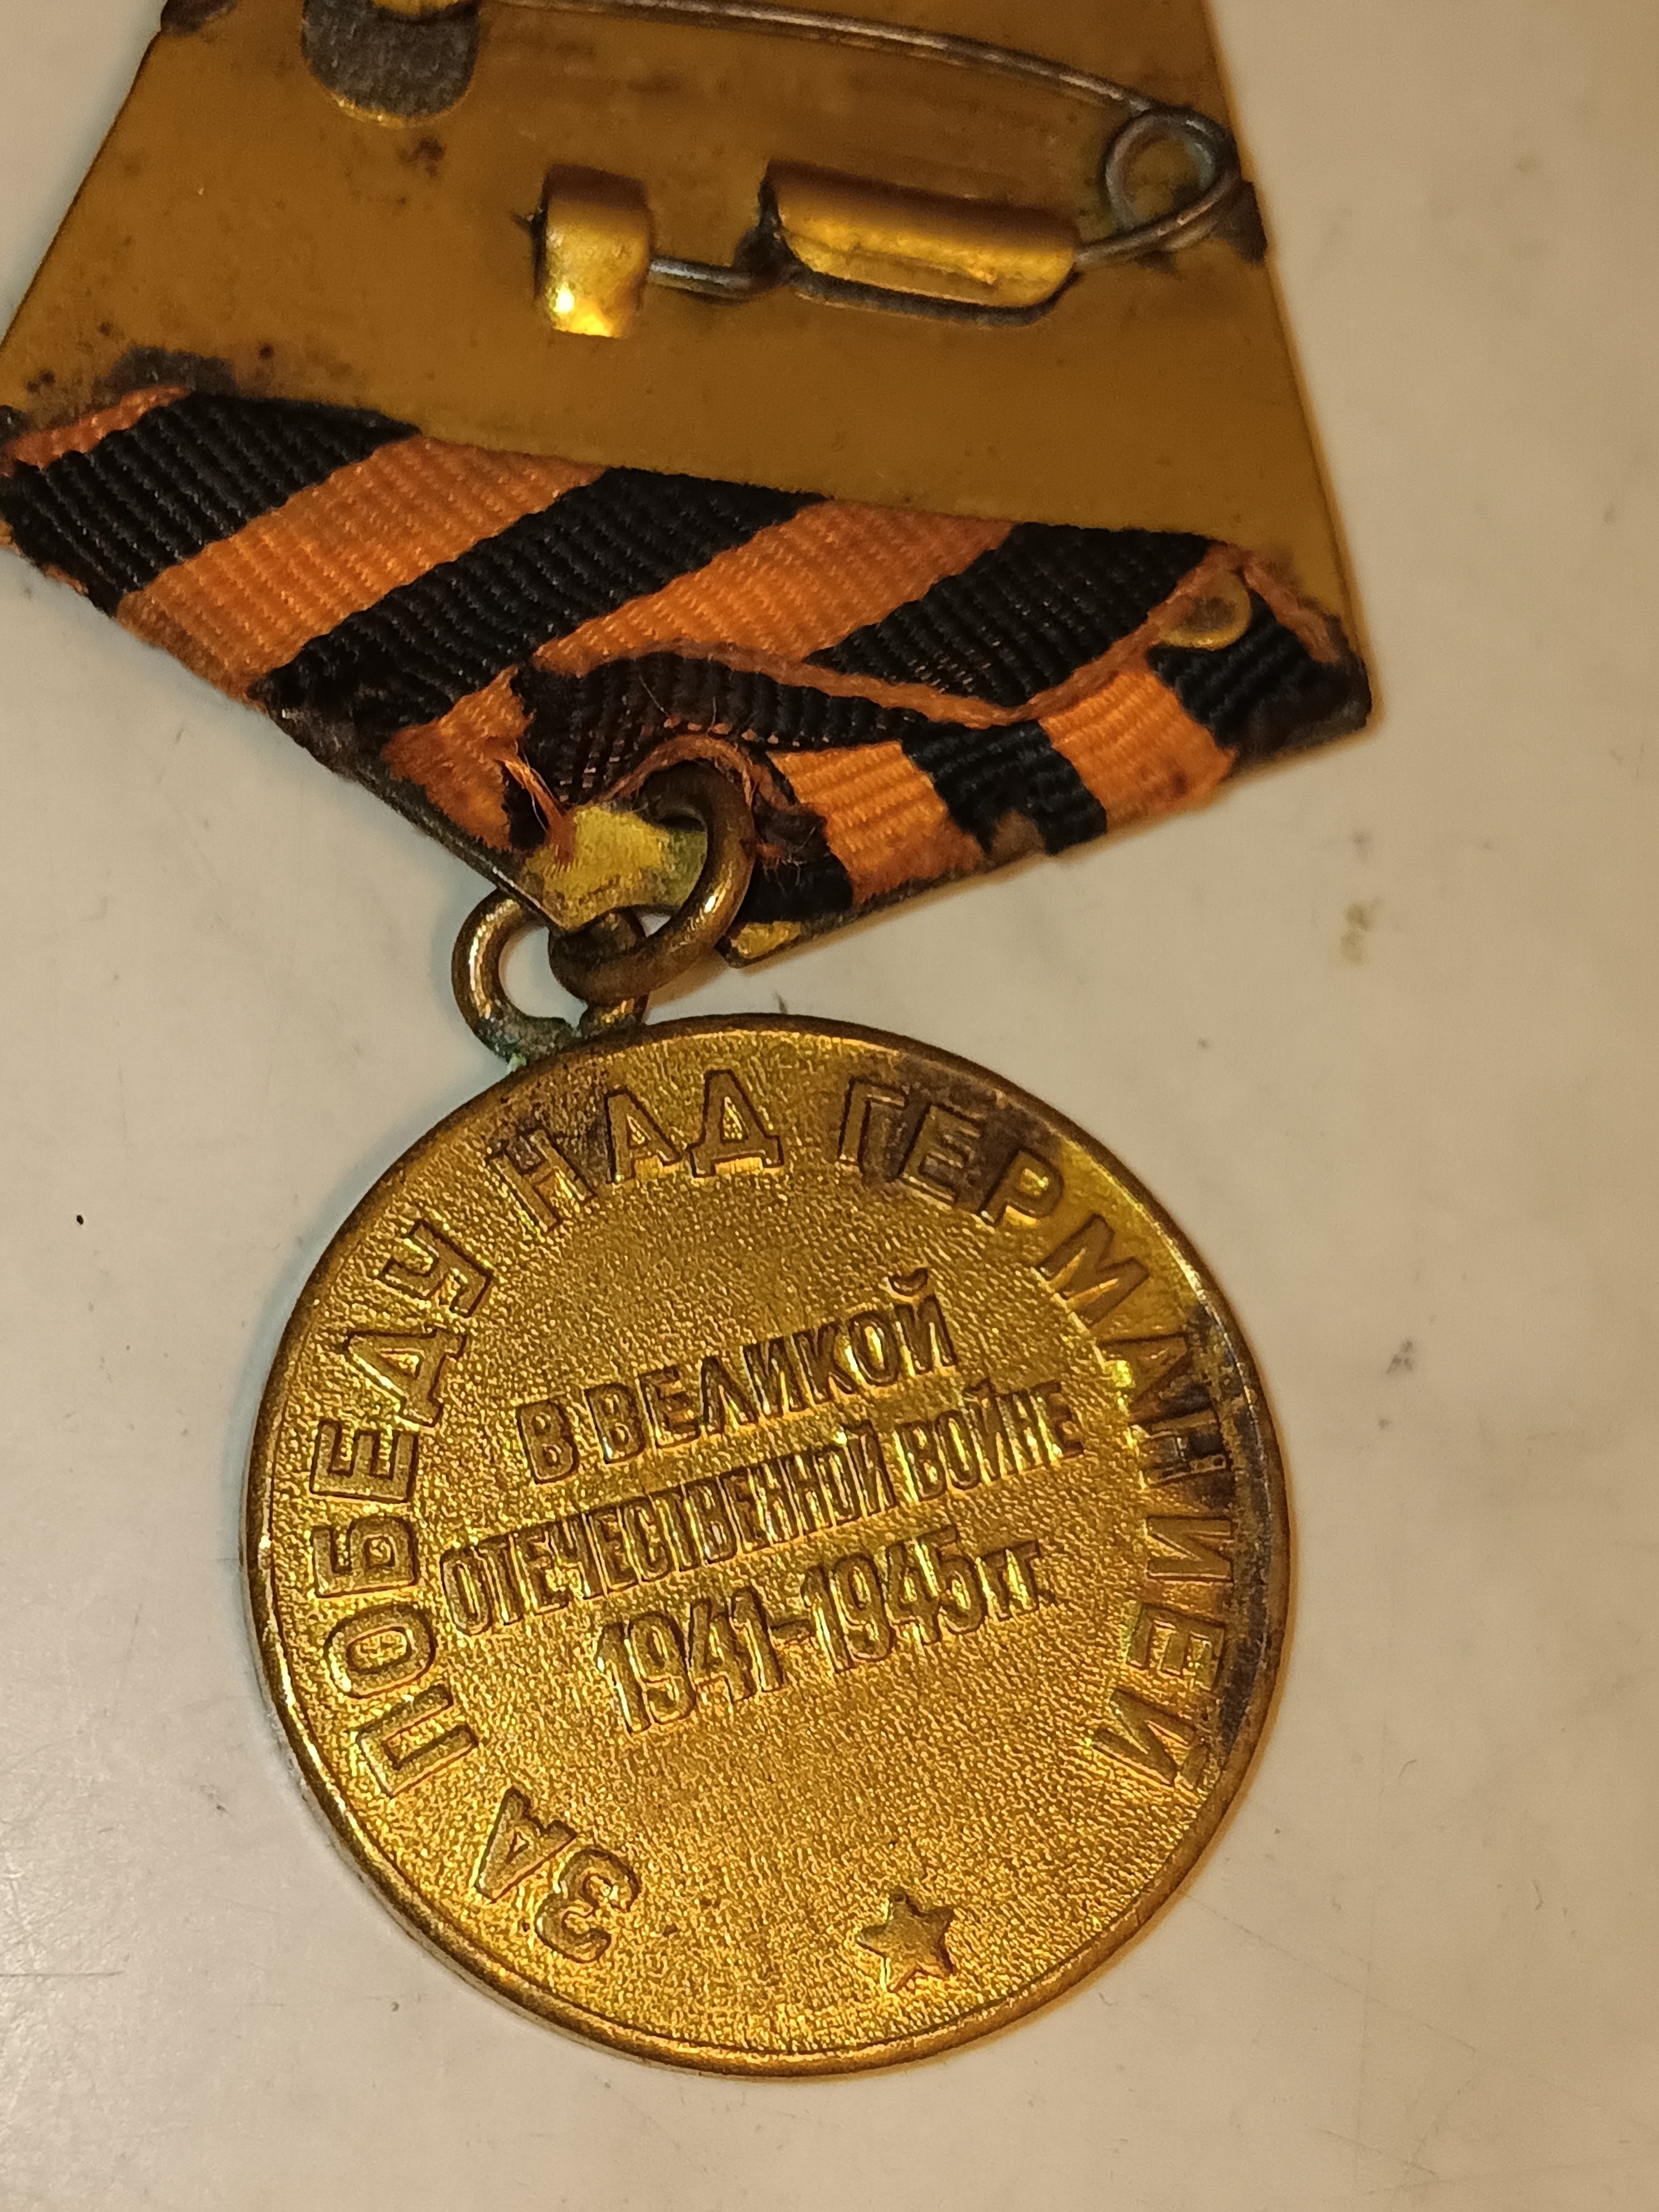 ЗА ПОБЕДУ НАД ГЕРМАНИЕЙ
В ВЕЛИКОЙ
ОТЕЧЕСТВЕННОЙ ВОЙНЕ
1941-1945 гг.